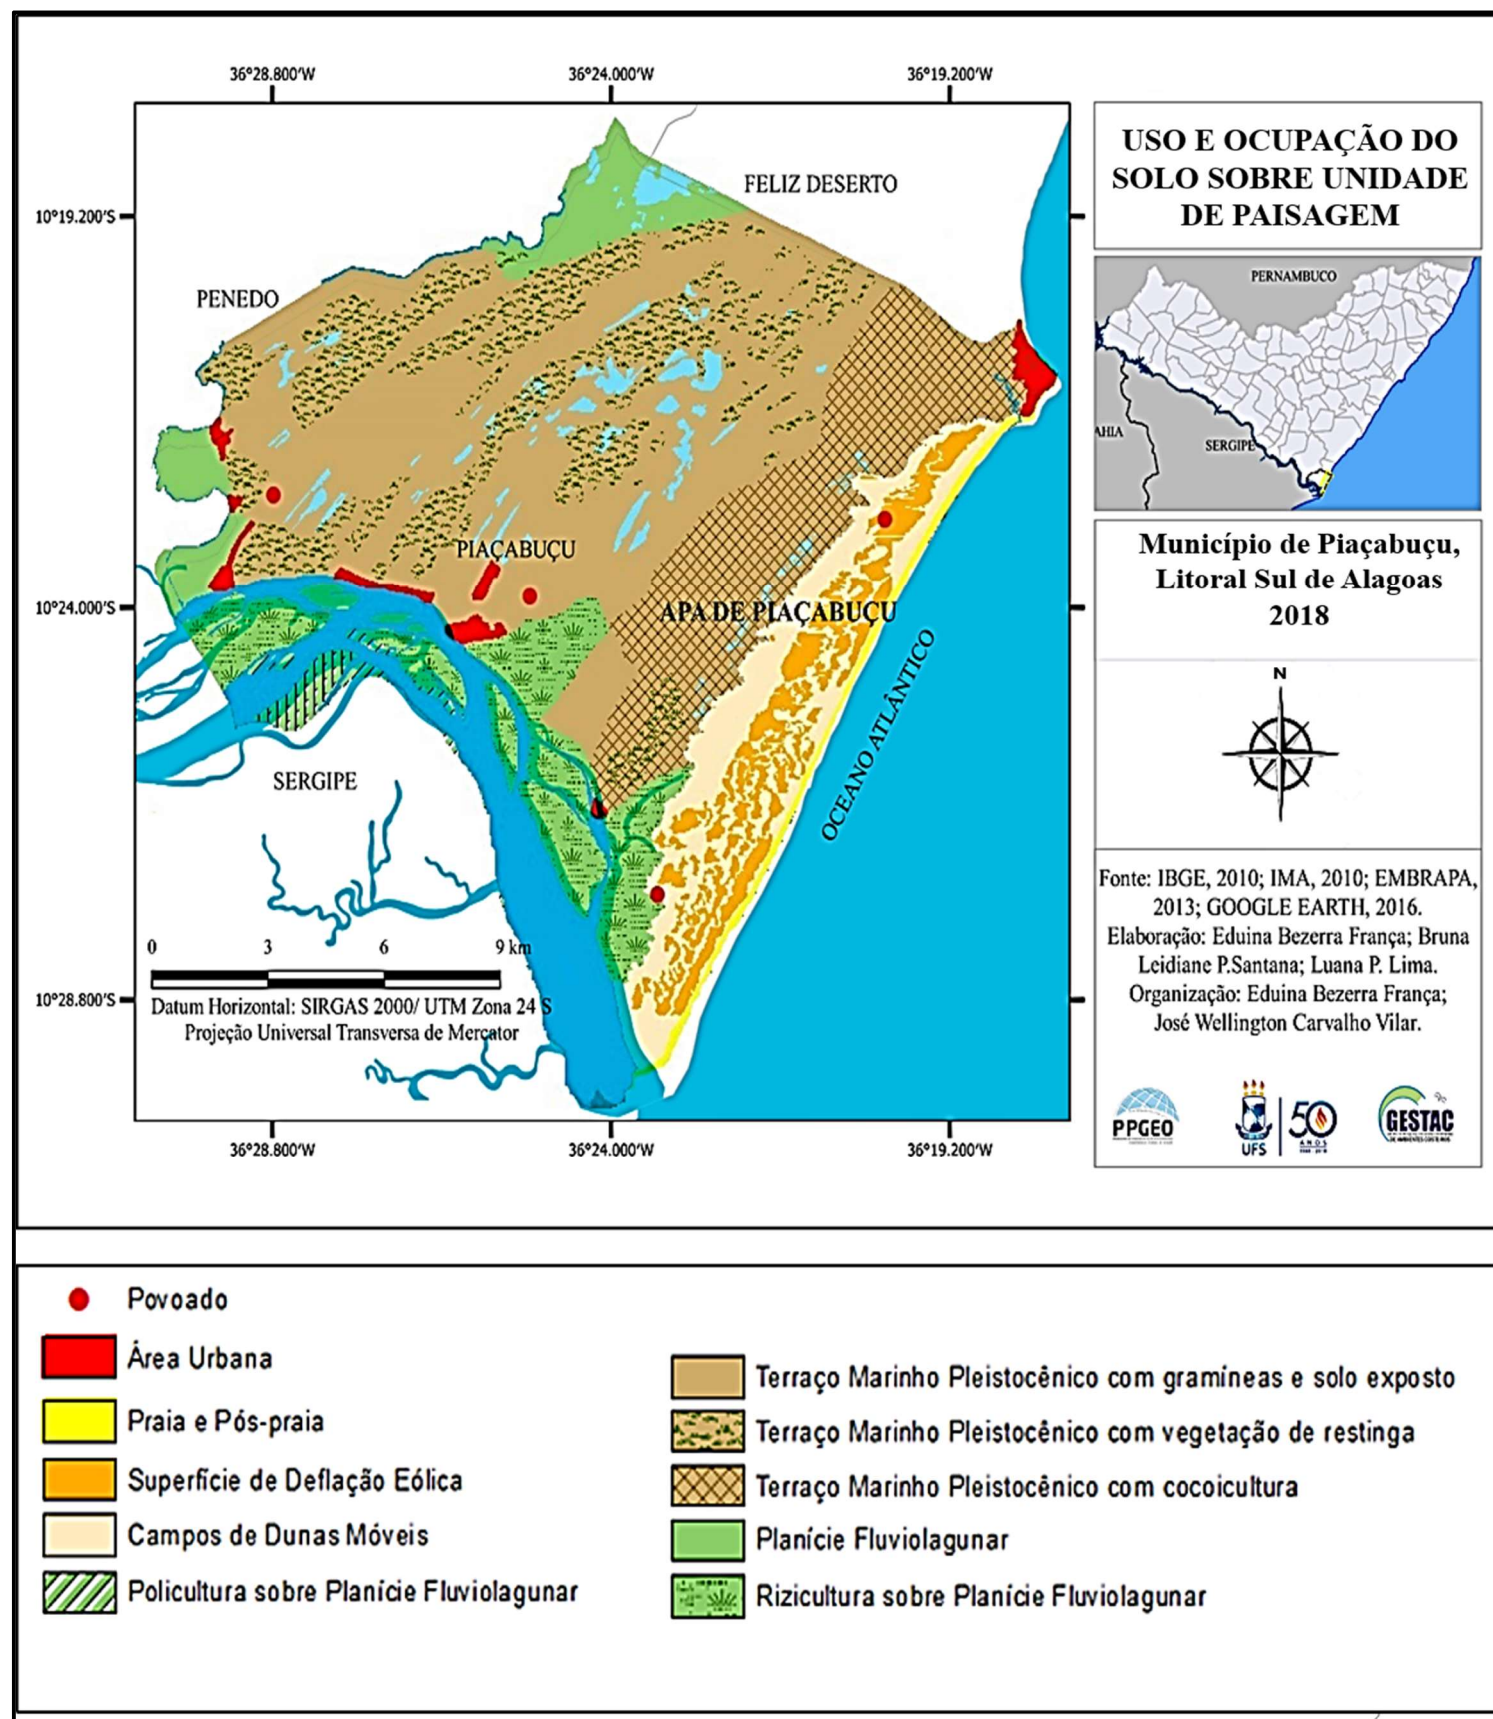 36°28.800'W
36°24.000'W
36°19.200'W
10°19.200'S
10°24.000'S
10°28.800'S
FELIZ DESERTO
PENEDO
PIAÇABUÇU
APA DE PIAÇABUÇU
OCEANO ATLÂNTICO
SERGIPE
0 3 6 9 km
Datum Horizontal: SIRGAS 2000/ UTM Zona 24 S
Projeção Universal Transversa de Mercator
36°28.800'W
36°24.000'W
36°19.200'W
USO E OCUPAÇÃO DO
SOLO SOBRE UNIDADE
DE PAISAGEM
PERNAMBUCO
AHIA
SERGIPE
Município de Piaçabuçu,
Litoral Sul de Alagoas
2018
N
Fonte: IBGE, 2010; IMA, 2010; EMBRAPA,
2013; GOOGLE EARTH, 2016.
Elaboração: Eduina Bezerra França; Bruna
Leidiane P.Santana; Luana P. Lima.
Organização: Eduina Bezerra França;
José Wellington Carvalho Vilar.
PPGEO
UFS
50
ANOS
GESTAC
Povoado
Área Urbana
Praia e Pós-praia
Superfície de Deflação Eólica
Campos de Dunas Móveis
Policultura sobre Planície Fluviolagunar
Terraço Marinho Pleistocênico com gramíneas e solo exposto
Terraço Marinho Pleistocênico com vegetação de restinga
Terraço Marinho Pleistocênico com cocoicultura
Planície Fluviolagunar
Rizicultura sobre Planície Fluviolagunar